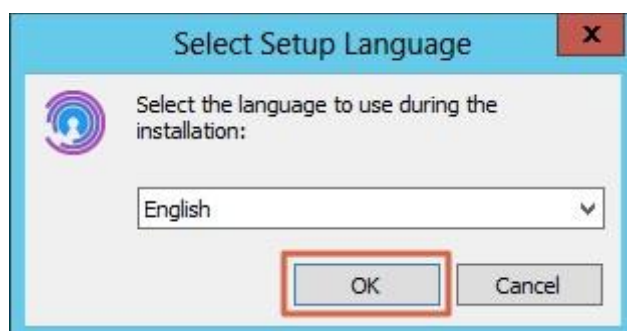 Select Setup Language
x
Select the language to use during the
installation:
English
OK Cancel